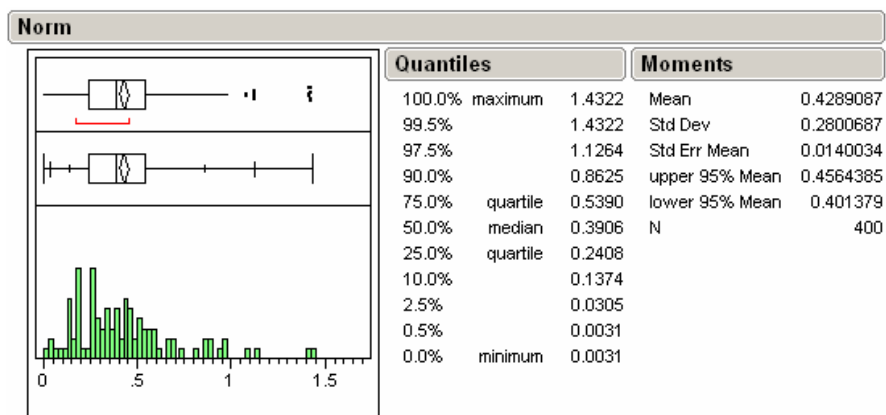 Norm
Quantiles
100.0% maximum 1.4322
99.5% 1.4322
97.5% 1.1264
90.0% 0.8625
75.0% quartile 0.5390
50.0% median 0.3906
25.0% quartile 0.2408
10.0% 0.1374
2.5% 0.0305
0.5% 0.0031
0.0% minimum 0.0031
Moments
Mean 0.4289087
Std Dev 0.2800687
Std Err Mean 0.0140034
upper 95% Mean 0.4564385
lower 95% Mean 0.401379
N 400
0 .5 1 1.5